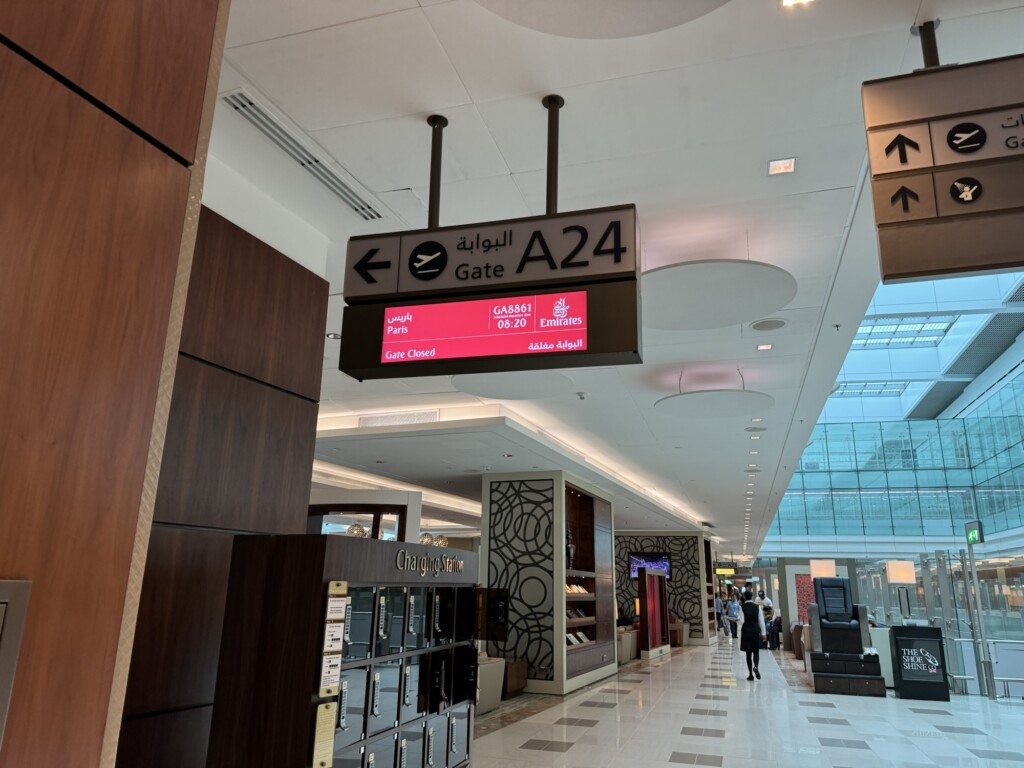 البوابة
Gate A24
باريس
Paris
GA8861
08:20
Emirates
Gate Closed
البوابة مغلقة
Charging Station
THE
SHOE
SHINE